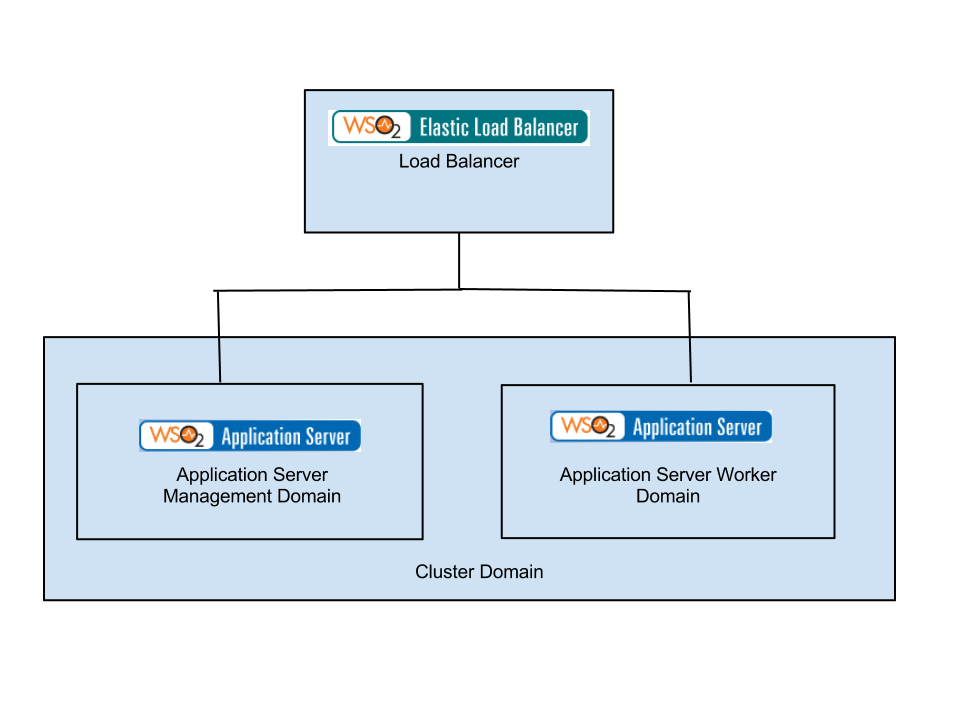 WSO2 Elastic Load Balancer
Load Balancer
WSO2 Application Server
Application Server
Management Domain
WSO2 Application Server
Application Server Worker
Domain
Cluster Domain